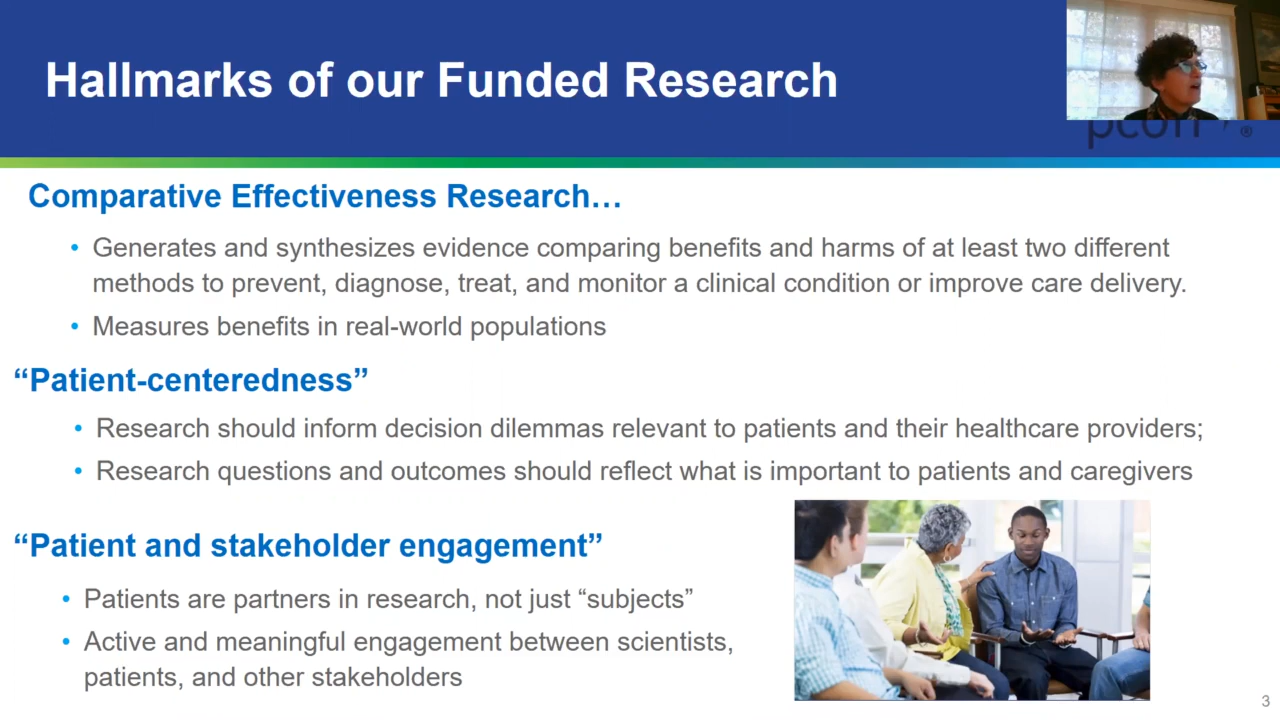 Hallmarks of our Funded Research
®
Comparative Effectiveness Research…
• Generates and synthesizes evidence comparing benefits and harms of at least two different
methods to prevent, diagnose, treat, and monitor a clinical condition or improve care delivery.
• Measures benefits in real-world populations
“Patient-centeredness”
• Research should inform decision dilemmas relevant to patients and their healthcare providers;
• Research questions and outcomes should reflect what is important to patients and caregivers
“Patient and stakeholder engagement”
• Patients are partners in research, not just “subjects”
• Active and meaningful engagement between scientists,
patients, and other stakeholders
3